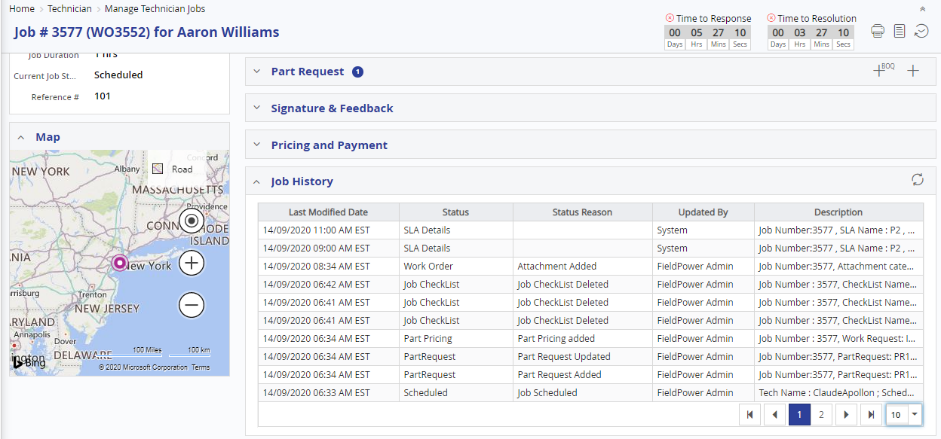 Home > Technician > Manage Technician Jobs
Job # 3577 (WO3552) for Aaron Williams
Time to Response
00 05 27 10
Days Hrs Mins Secs
Time to Resolution
00 03 27 10
Days Hrs Mins Secs
Job Duration 1 Hrs
Current Job St... Scheduled
Reference # 101
Map
NEW YORK
Albany
Road
MASSACHUSETTS
Providence
CONN
HODE
ISLAND
NIA
New York
risburg
Trenton
NEW JERSEY
RYLAND
Annapolis
Dover
ington
DELAWARE
100 Miles 100 km
Bing
© 2020 Microsoft Corporation Terms
Part Request 1
BOQ
Signature & Feedback
Pricing and Payment
Job History
Last Modified Date Status Status Reason Updated By Description
14/09/2020 11:00 AM EST SLA Details System Job Number:3577 , SLA Name : P2 , ...
14/09/2020 09:00 AM EST SLA Details System Job Number:3577 , SLA Name : P2 , ...
14/09/2020 08:34 AM EST Work Order Attachment Added FieldPower Admin Job Number:3577, Attachment cate...
14/09/2020 06:42 AM EST Job CheckList Job CheckList Deleted FieldPower Admin Job Number : 3577, CheckList Name...
14/09/2020 06:41 AM EST Job CheckList Job CheckList Deleted FieldPower Admin Job Number : 3577, CheckList Name...
14/09/2020 06:41 AM EST Job CheckList Job CheckList Deleted FieldPower Admin Job Number : 3577, CheckList Name...
14/09/2020 06:34 AM EST Part Pricing Part Pricing added FieldPower Admin Job Number : 3577, Work Request: I...
14/09/2020 06:34 AM EST PartRequest Part Request Updated FieldPower Admin Job Number:3577, PartRequest: PR1...
14/09/2020 06:34 AM EST PartRequest Part Request Added FieldPower Admin Job Number:3577, PartRequest: PR1...
14/09/2020 06:33 AM EST Scheduled Job Scheduled FieldPower Admin Tech Name : ClaudeApollon ; Sched...
1 2 10